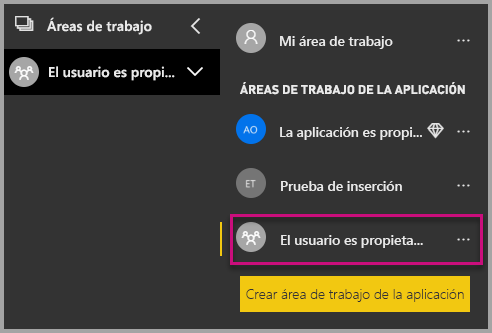 Áreas de trabajo
El usuario es propi...
Mi área de trabajo
ÁREAS DE TRABAJO DE LA APLICACIÓN
AO
La aplicación es propi...
ET
Prueba de inserción
El usuario es propieta...
Crear área de trabajo de la aplicación